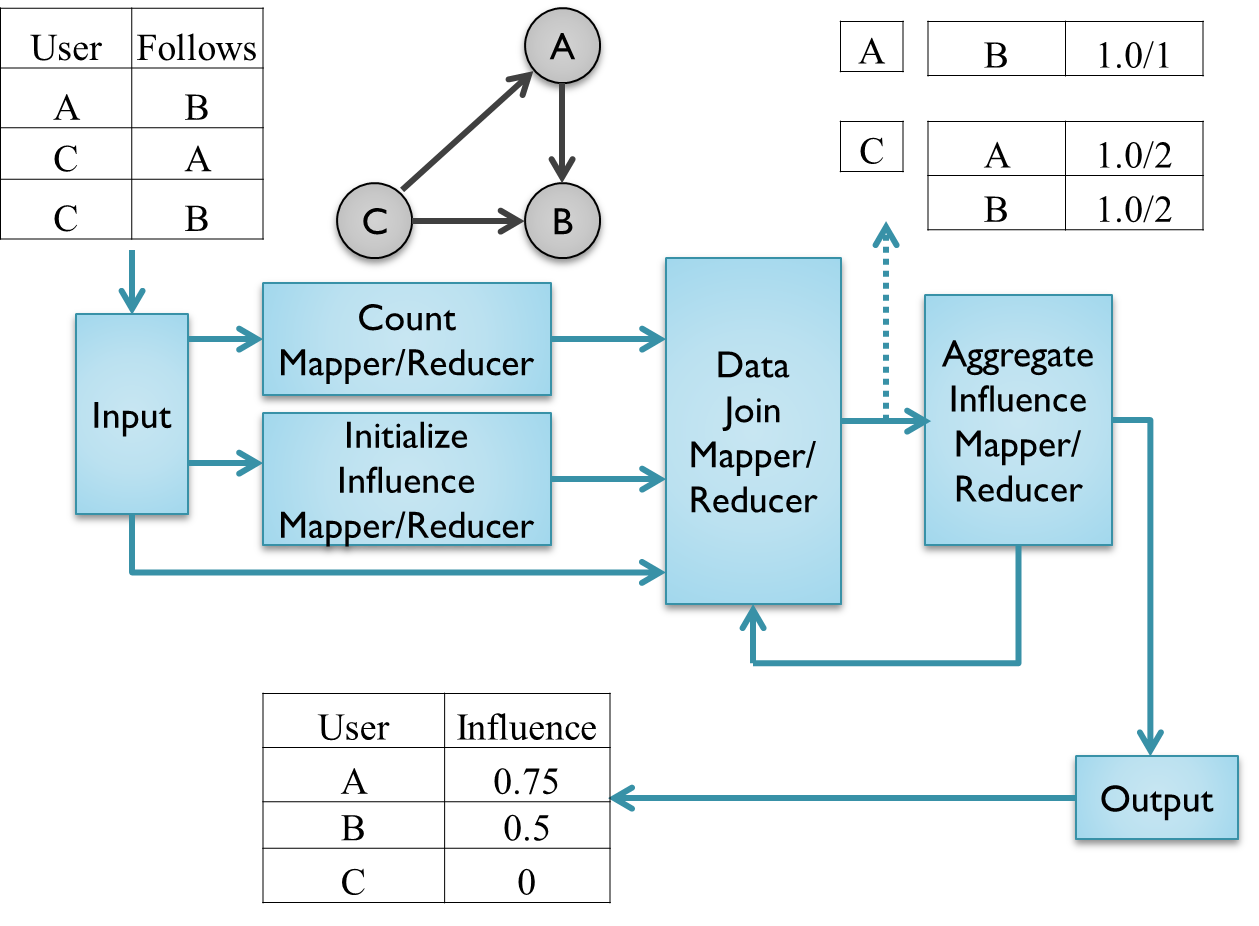 User Follows
A B
C A
C B
A
C
B
A B 1.0/1
C A 1.0/2
B 1.0/2
Input
Count
Mapper/Reducer
Initialize
Influence
Mapper/Reducer
Data
Join
Mapper/
Reducer
Aggregate
Influence
Mapper/
Reducer
Output
User Influence
A 0.75
B 0.5
C 0